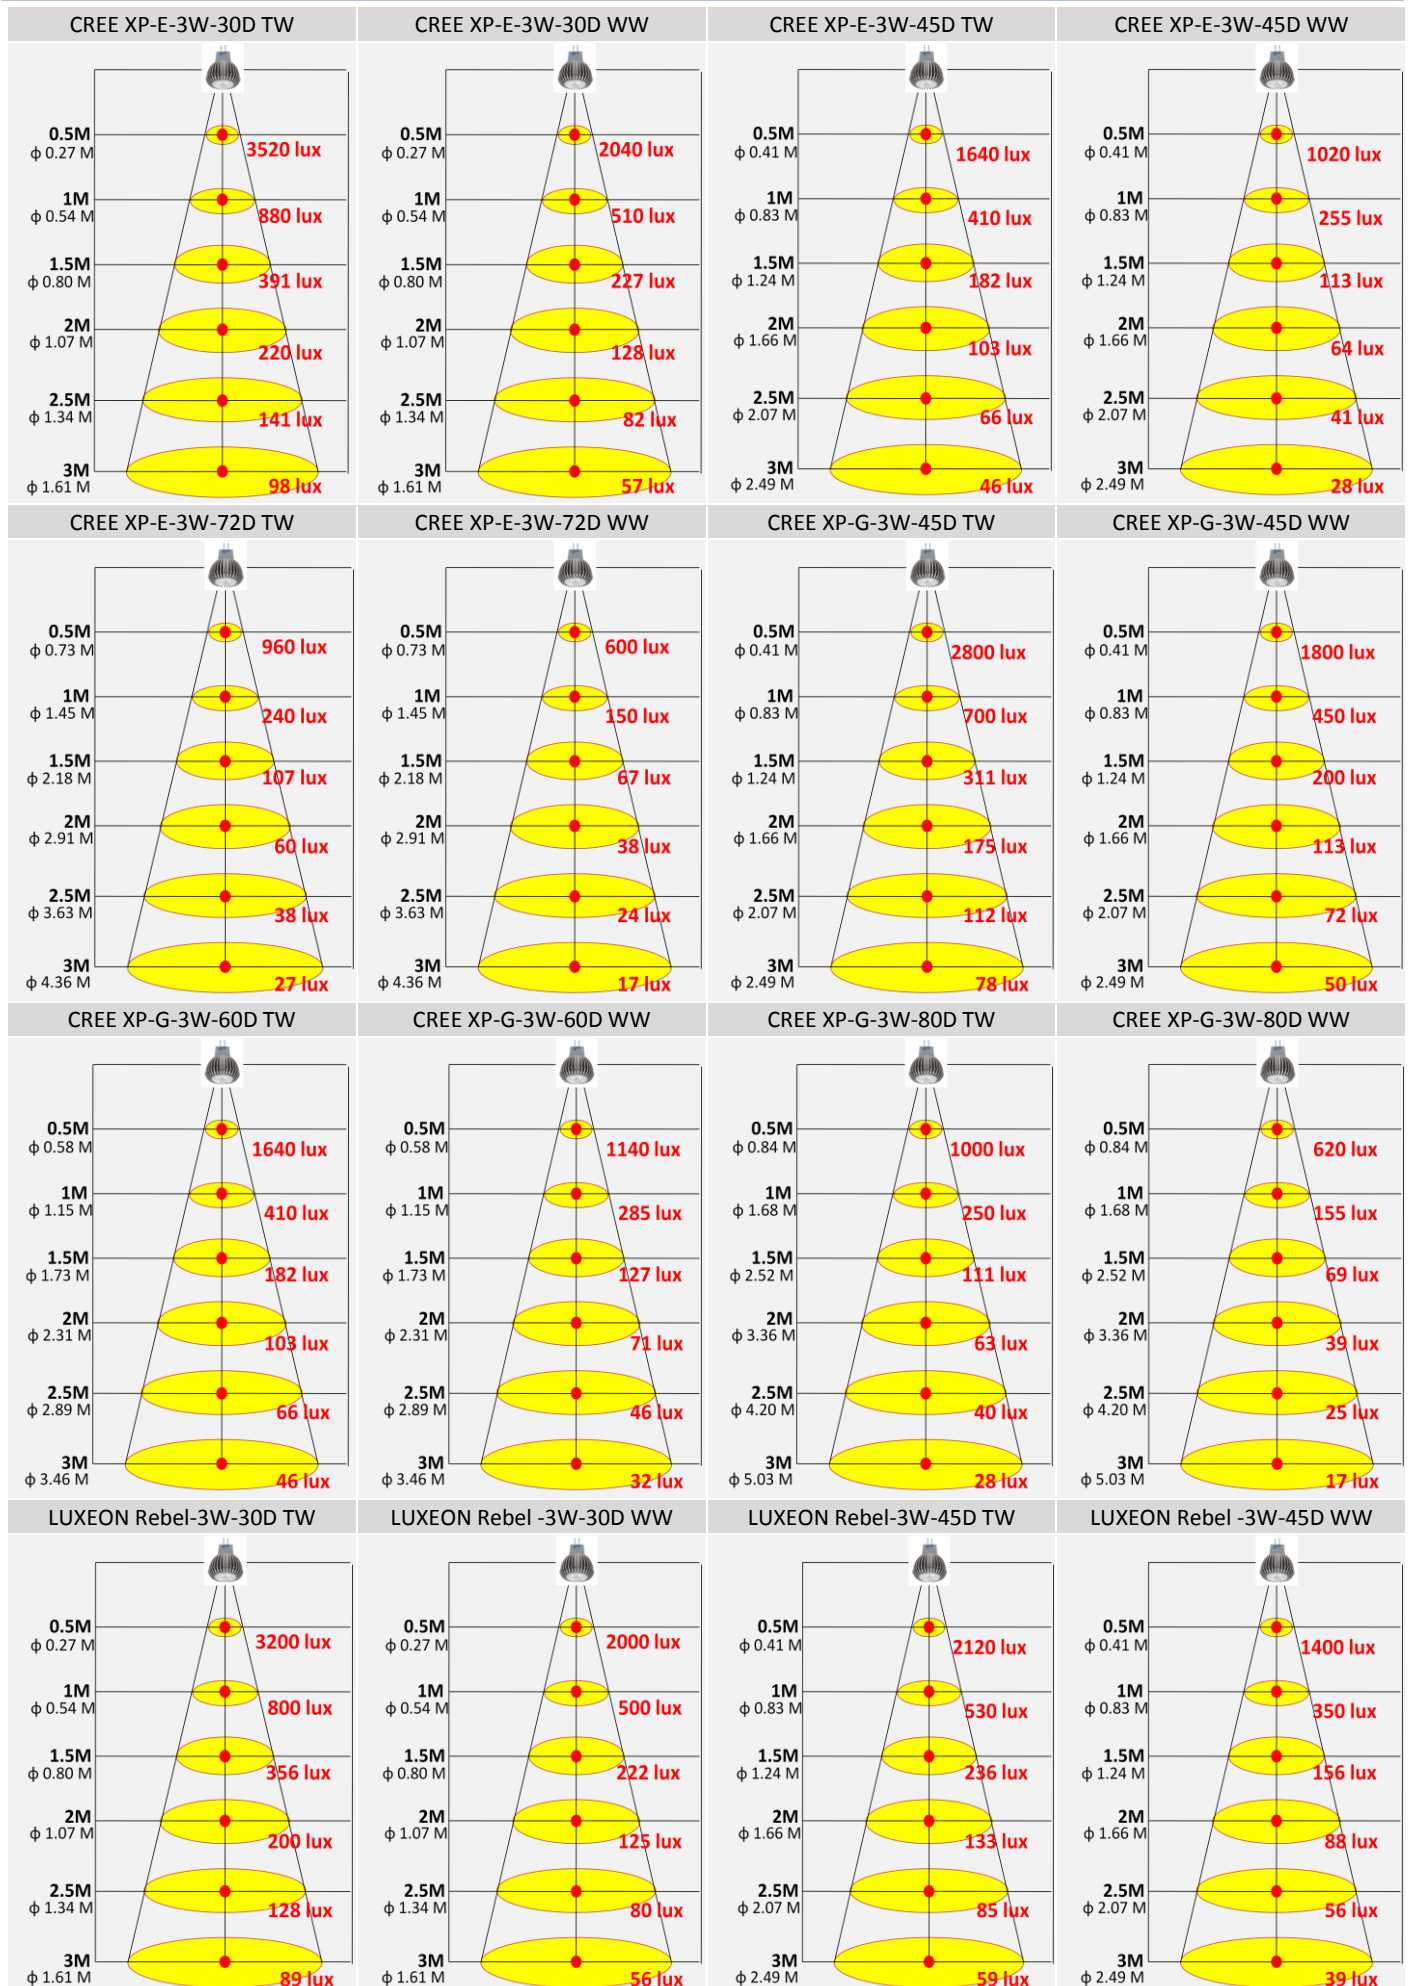 CREE XP-E-3W-30D TW
0.5M
ϕ 0.27 M
3520 lux
1M
ϕ 0.54 M
880 lux
1.5M
ϕ 0.80 M
391 lux
2M
ϕ 1.07 M
220 lux
2.5M
ϕ 1.34 M
141 lux
3M
ϕ 1.61 M
98 lux
CREE XP-E-3W-30D WW
0.5M
ϕ 0.27 M
2040 lux
1M
ϕ 0.54 M
510 lux
1.5M
ϕ 0.80 M
227 lux
2M
ϕ 1.07 M
128 lux
2.5M
ϕ 1.34 M
82 lux
3M
ϕ 1.61 M
57 lux
CREE XP-E-3W-45D TW
0.5M
ϕ 0.41 M
1640 lux
1M
ϕ 0.83 M
410 lux
1.5M
ϕ 1.24 M
182 lux
2M
ϕ 1.66 M
103 lux
2.5M
ϕ 2.07 M
66 lux
3M
ϕ 2.49 M
46 lux
CREE XP-E-3W-45D WW
0.5M
ϕ 0.41 M
1020 lux
1M
ϕ 0.83 M
255 lux
1.5M
ϕ 1.24 M
113 lux
2M
ϕ 1.66 M
64 lux
2.5M
ϕ 2.07 M
41 lux
3M
ϕ 2.49 M
28 lux
CREE XP-E-3W-72D TW
0.5M
ϕ 0.73 M
960 lux
1M
ϕ 1.45 M
240 lux
1.5M
ϕ 2.18 M
107 lux
2M
ϕ 2.91 M
60 lux
2.5M
ϕ 3.63 M
38 lux
3M
ϕ 4.36 M
27 lux
CREE XP-E-3W-72D WW
0.5M
ϕ 0.73 M
600 lux
1M
ϕ 1.45 M
150 lux
1.5M
ϕ 2.18 M
67 lux
2M
ϕ 2.91 M
38 lux
2.5M
ϕ 3.63 M
24 lux
3M
ϕ 4.36 M
17 lux
CREE XP-G-3W-45D TW
0.5M
ϕ 0.41 M
2800 lux
1M
ϕ 0.83 M
700 lux
1.5M
ϕ 1.24 M
311 lux
2M
ϕ 1.66 M
175 lux
2.5M
ϕ 2.07 M
112 lux
3M
ϕ 2.49 M
78 lux
CREE XP-G-3W-45D WW
0.5M
ϕ 0.41 M
1800 lux
1M
ϕ 0.83 M
450 lux
1.5M
ϕ 1.24 M
200 lux
2M
ϕ 1.66 M
113 lux
2.5M
ϕ 2.07 M
72 lux
3M
ϕ 2.49 M
50 lux
CREE XP-G-3W-60D TW
0.5M
ϕ 0.58 M
1640 lux
1M
ϕ 1.15 M
410 lux
1.5M
ϕ 1.73 M
182 lux
2M
ϕ 2.31 M
103 lux
2.5M
ϕ 2.89 M
66 lux
3M
ϕ 3.46 M
46 lux
CREE XP-G-3W-60D WW
0.5M
ϕ 0.58 M
1140 lux
1M
ϕ 1.15 M
285 lux
1.5M
ϕ 1.73 M
127 lux
2M
ϕ 2.31 M
71 lux
2.5M
ϕ 2.89 M
46 lux
3M
ϕ 3.46 M
32 lux
CREE XP-G-3W-80D TW
0.5M
ϕ 0.84 M
1000 lux
1M
ϕ 1.68 M
250 lux
1.5M
ϕ 2.52 M
111 lux
2M
ϕ 3.36 M
63 lux
2.5M
ϕ 4.20 M
40 lux
3M
ϕ 5.03 M
28 lux
CREE XP-G-3W-80D WW
0.5M
ϕ 0.84 M
620 lux
1M
ϕ 1.68 M
155 lux
1.5M
ϕ 2.52 M
69 lux
2M
ϕ 3.36 M
39 lux
2.5M
ϕ 4.20 M
25 lux
3M
ϕ 5.03 M
17 lux
LUXEON Rebel-3W-30D TW
0.5M
ϕ 0.27 M
3200 lux
1M
ϕ 0.54 M
800 lux
1.5M
ϕ 0.80 M
356 lux
2M
ϕ 1.07 M
200 lux
2.5M
ϕ 1.34 M
128 lux
3M
ϕ 1.61 M
89 lux
LUXEON Rebel -3W-30D WW
0.5M
ϕ 0.27 M
2000 lux
1M
ϕ 0.54 M
500 lux
1.5M
ϕ 0.80 M
222 lux
2M
ϕ 1.07 M
125 lux
2.5M
ϕ 1.34 M
80 lux
3M
ϕ 1.61 M
56 lux
LUXEON Rebel-3W-45D TW
0.5M
ϕ 0.41 M
2120 lux
1M
ϕ 0.83 M
530 lux
1.5M
ϕ 1.24 M
236 lux
2M
ϕ 1.66 M
133 lux
2.5M
ϕ 2.07 M
85 lux
3M
ϕ 2.49 M
59 lux
LUXEON Rebel -3W-45D WW
0.5M
ϕ 0.41 M
1400 lux
1M
ϕ 0.83 M
350 lux
1.5M
ϕ 1.24 M
156 lux
2M
ϕ 1.66 M
88 lux
2.5M
ϕ 2.07 M
56 lux
3M
ϕ 2.49 M
39 lux